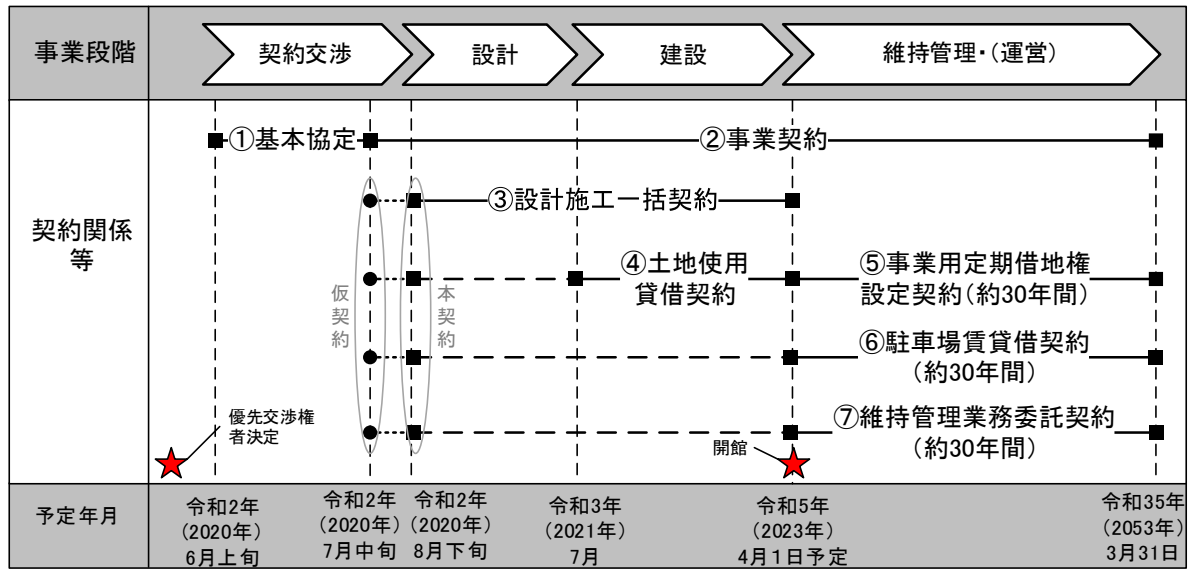 事業段階
契約交渉
設計
建設
維持管理・(運営)
契約関係
等
①基本協定
②事業契約
③設計施工一括契約
④土地使用
貸借契約
⑤事業用定期借地権
設定契約(約30年間)
⑥駐車場賃貸借契約
(約30年間)
⑦維持管理業務委託契約
(約30年間)
仮契約
本契約
優先交渉権
者決定
開館
予定年月
令和2年
(2020年)
6月上旬
令和2年
(2020年)
7月中旬
令和2年
(2020年)
8月下旬
令和3年
(2021年)
7月
令和5年
(2023年)
4月1日予定
令和35年
(2053年)
3月31日